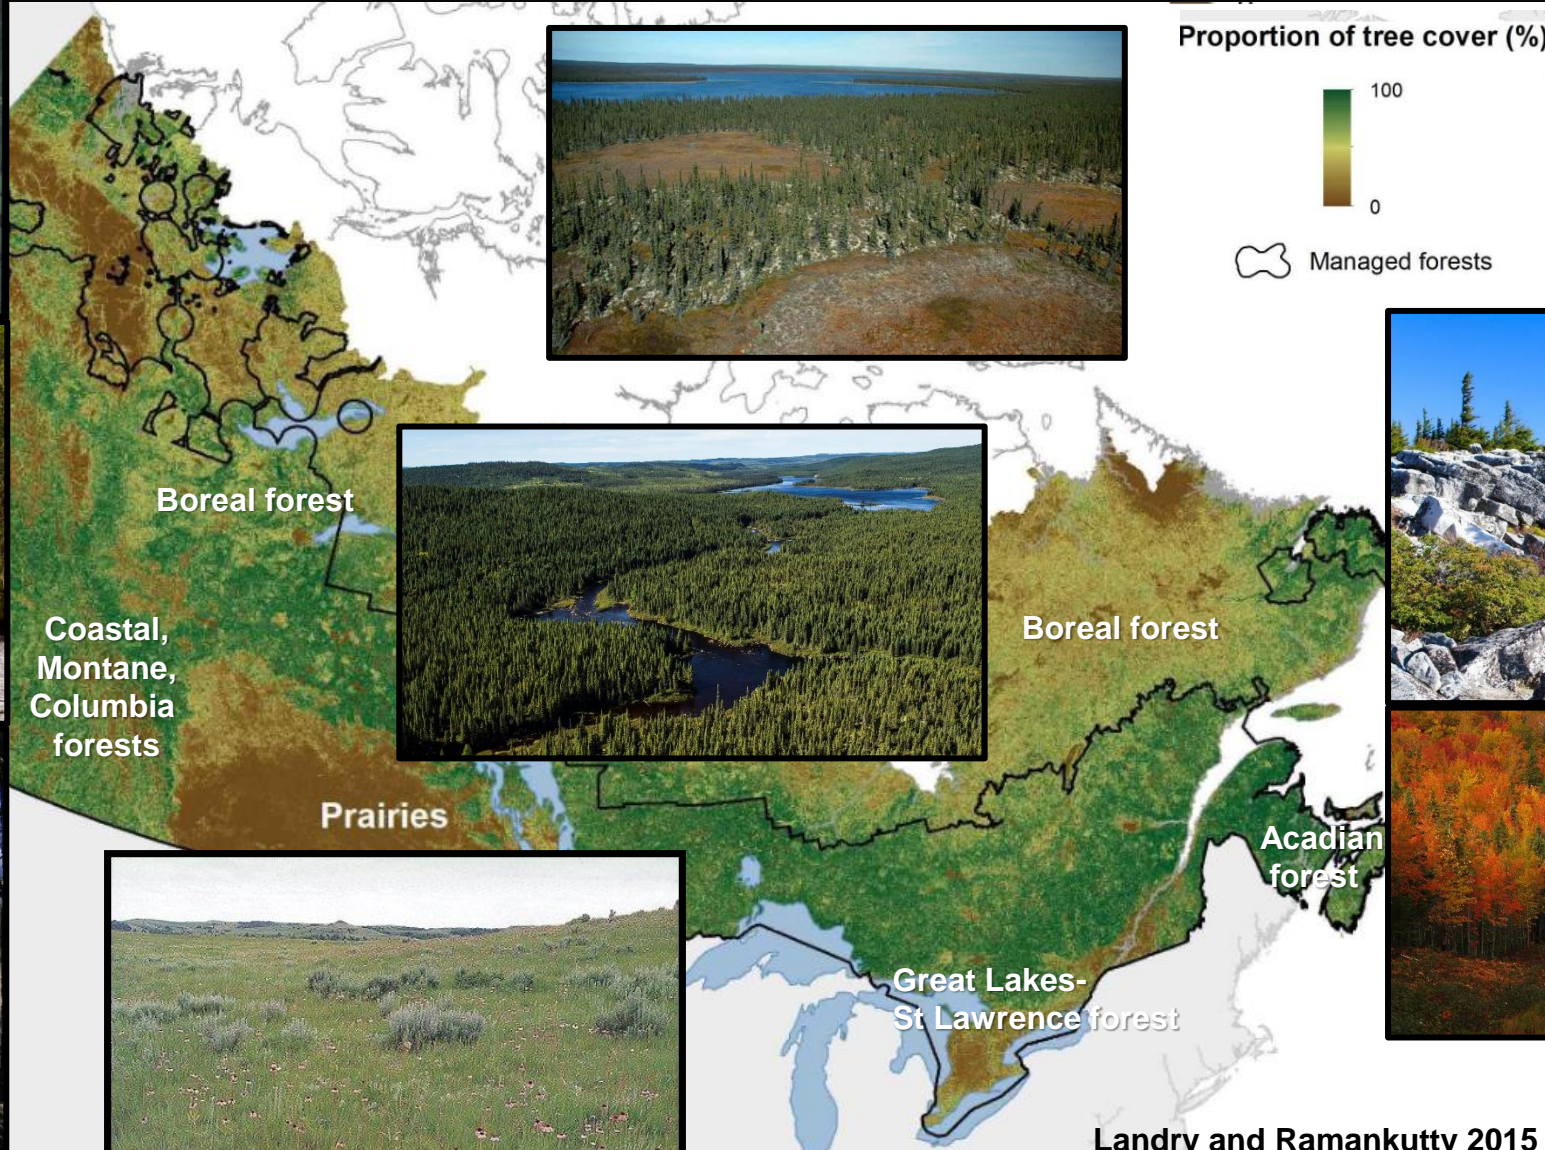 Proportion of tree cover (%)
100
0
Managed forests
Boreal forest
Coastal,
Montane,
Columbia
forests
Boreal forest
Prairies
Acadian
forest
Great Lakes-
St Lawrence forest
Landry and Ramankutty 2015